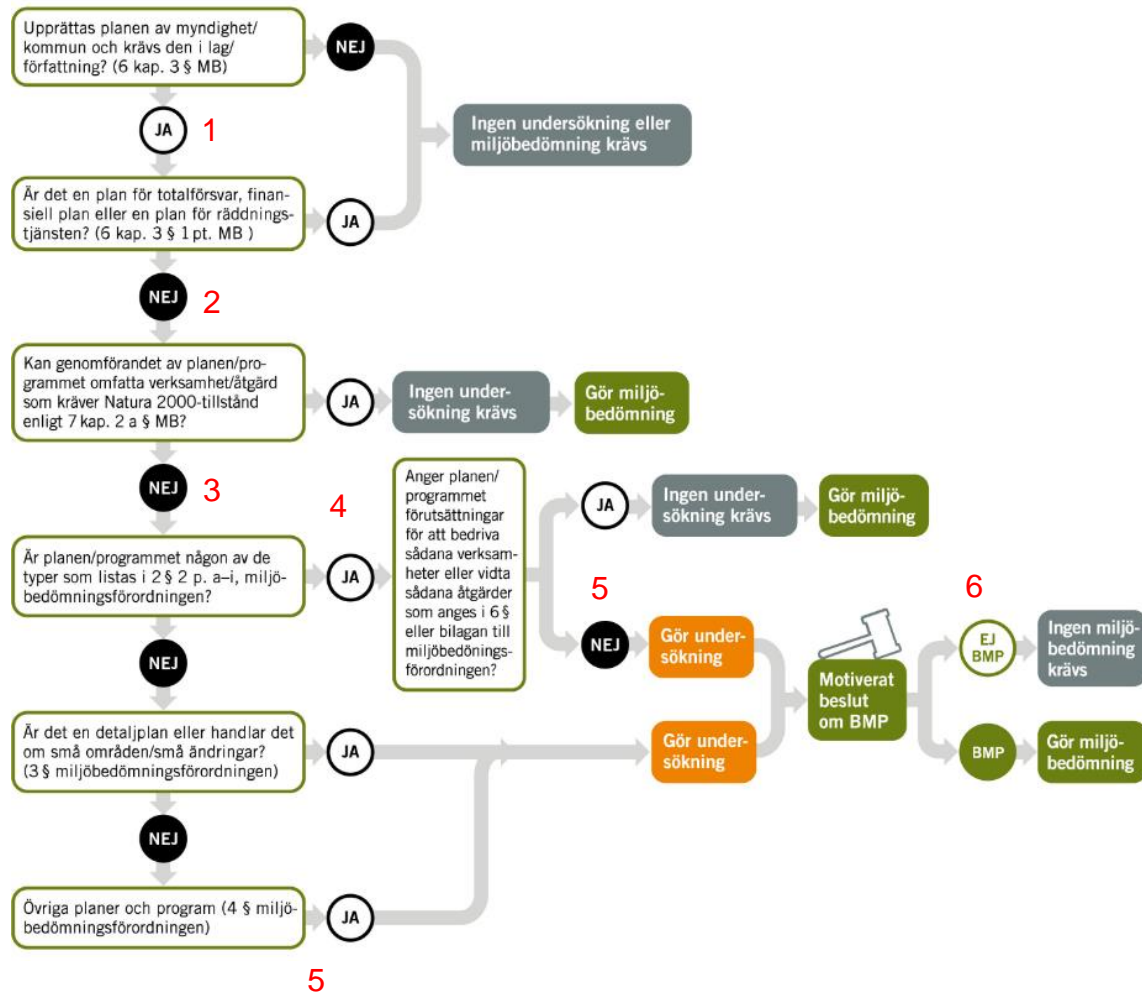 Upprättas planen av myndighet/
kommun och krävs den i lag/
författning? (6 kap. 3 § MB)
NEJ
JA
1
Ingen undersökning eller
miljöbedömning krävs
Är det en plan för totalförsvar, finan-
siell plan eller en plan för räddnings-
tjänsten? (6 kap. 3 § 1 pt. MB )
JA
NEJ
2
Kan genomförandet av planen/pro-
grammet omfatta verksamhet/åtgärd
som kräver Natura 2000-tillstånd
enligt 7 kap. 2 a § MB?
JA
Ingen under-
sökning krävs
Gör miljö-
bedömning
NEJ
3
4
Är planen/programmet någon av de
typer som listas i 2 § 2 p. a–i, miljö-
bedömningsförordningen?
JA
Anger planen/
programmet
förutsättningar
för att bedriva
sådana verksam-
heter eller vidta
sådana åtgärder
som anges i 6 §
eller bilagan till
miljöbedönings-
förordningen?
JA
Ingen under-
sökning krävs
Gör miljö-
bedömning
5
NEJ
Gör under-
sökning
Motiverat
beslut
om BMP
6
EJ
BMP
Ingen miljö-
bedömning
krävs
BMP
Gör miljö-
bedömning
NEJ
Är det en detaljplan eller handlar det
om små områden/små ändringar?
(3 § miljöbedömningsförordningen)
JA
Gör under-
sökning
NEJ
Övriga planer och program (4 § miljö-
bedömningsförordningen)
JA
5